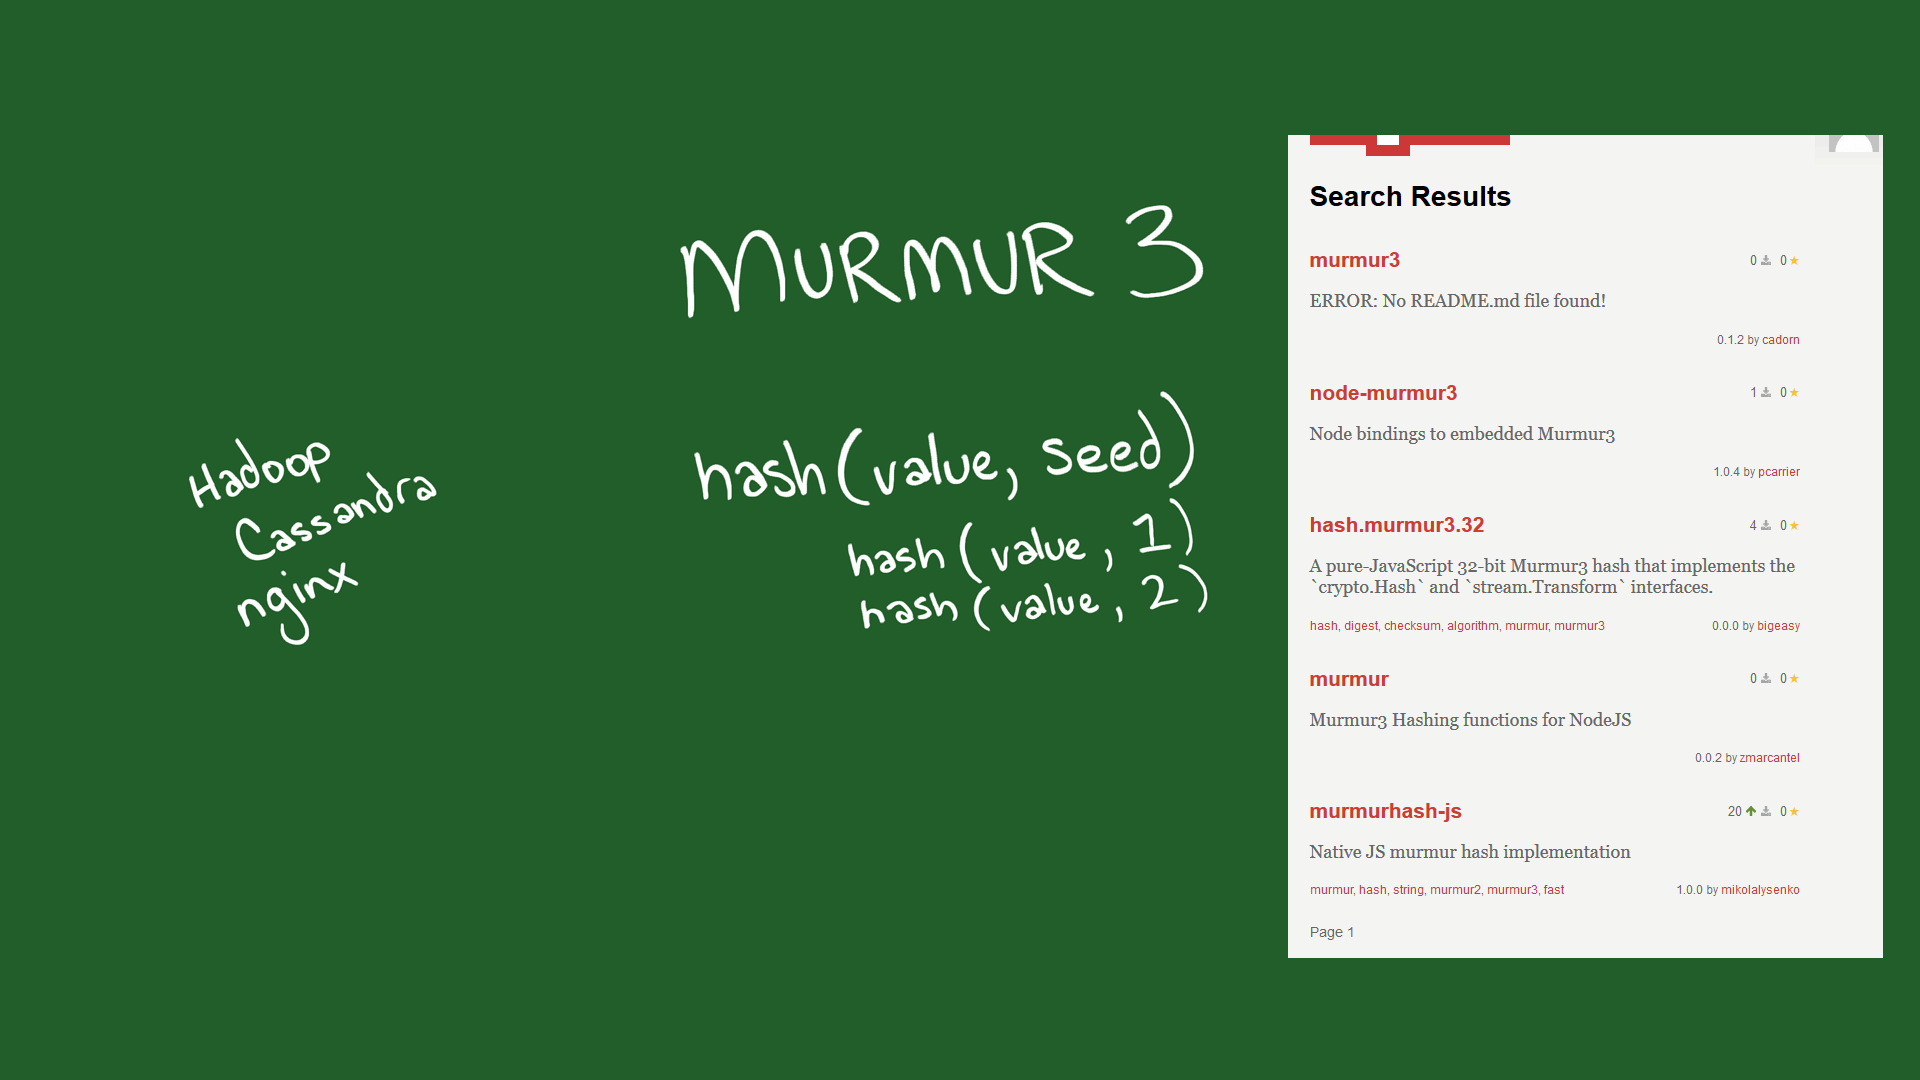 MURMUR 3
hash(value, seed)
hash(value, 1)
hash(value, 2)
Hadoop
Cassandra
nginx
Search Results
murmur3 0 0
ERROR: No README.md file found!
0.1.2 by cadorn
node-murmur3 1 0
Node bindings to embedded Murmur3
1.0.4 by pcarrier
hash.murmur3.32 4 0
A pure-JavaScript 32-bit Murmur3 hash that implements the
`crypto.Hash` and `stream.Transform` interfaces.
hash, digest, checksum, algorithm, murmur, murmur3 0.0.0 by bigeasy
murmur 0 0
Murmur3 Hashing functions for NodeJS
0.0.2 by zmarcantel
murmurhash-js 20 0
Native JS murmur hash implementation
murmur, hash, string, murmur2, murmur3, fast 1.0.0 by mikolalysenko
Page 1